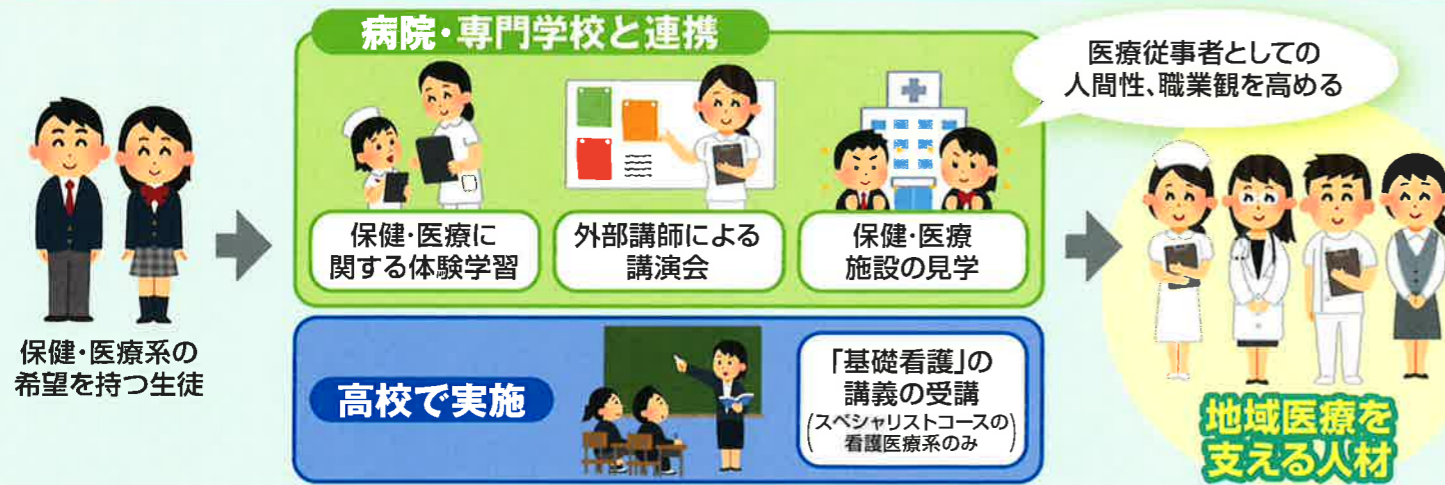 保健・医療系の
希望を持つ生徒
病院・専門学校と連携
保健・医療に
関する体験学習
外部講師による
講演会
保健・医療
施設の見学
高校で実施
「基礎看護」の
講義の受講
(スペシャリストコースの
看護医療系のみ)
医療従事者としての
人間性、職業観を高める
地域医療を
支える人材